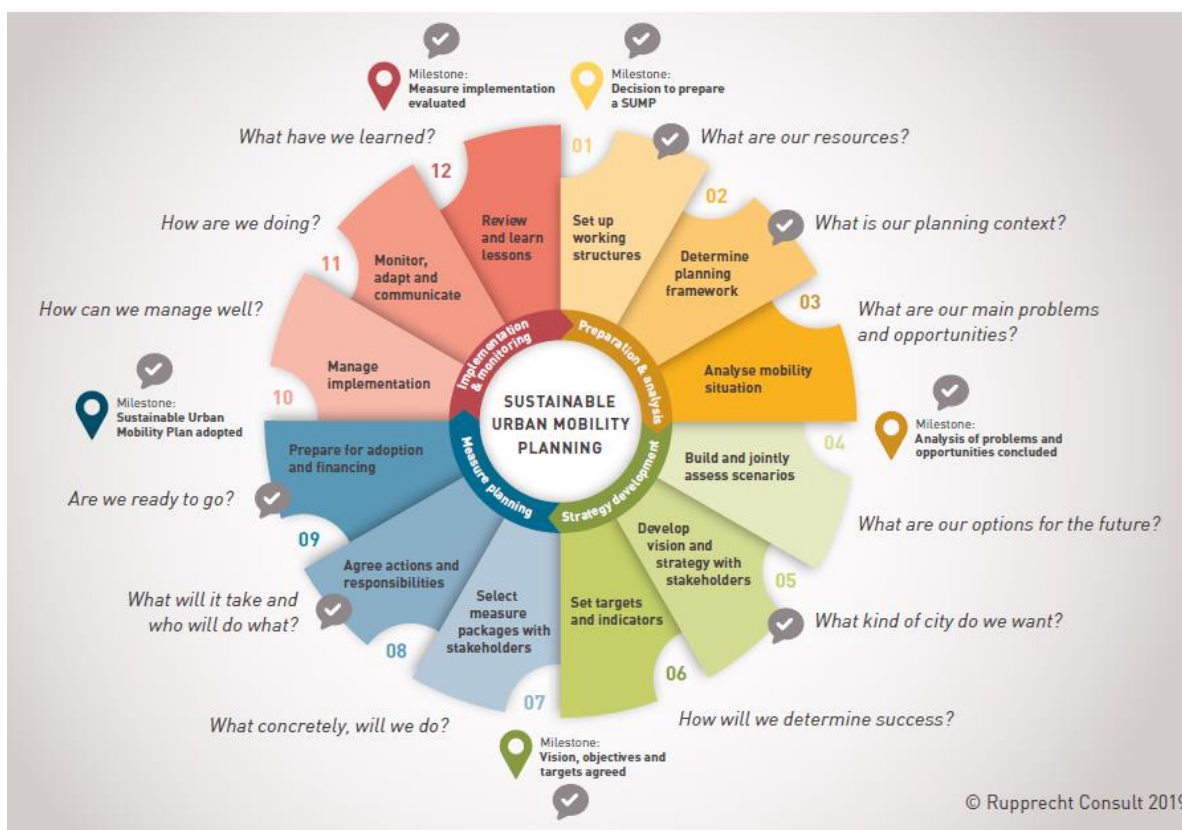 Milestone:
Measure implementation
evaluated
Milestone:
Decision to prepare
a SUMP
What have we learned?
What are our resources?
12
01
Review
and learn
lessons
Set up
working
structures
02
What is our planning context?
Determine
planning
framework
03
What are our main problems
and opportunities?
Analyse mobility
situation
Milestone:
Analysis of problems and
opportunities concluded
04
Build and jointly
assess scenarios
What are our options for the future?
05
Develop
vision and
strategy with
stakeholders
What kind of city do we want?
06
Set targets
and indicators
How will we determine success?
Milestone:
Vision, objectives and
targets agreed
07
Select
measure
packages with
stakeholders
What concretely, will we do?
08
Agree actions and
responsibilities
What will it take and
who will do what?
09
Prepare for adoption
and financing
Are we ready to go?
Milestone:
Sustainable Urban
Mobility Plan adopted
10
Manage
implementation
How can we manage well?
11
Monitor,
adapt and
communicate
How are we doing?
Preparation & analysis
Strategy development
Measure planning
Implementation
& monitoring
SUSTAINABLE
URBAN MOBILITY
PLANNING
© Rupprecht Consult 2019